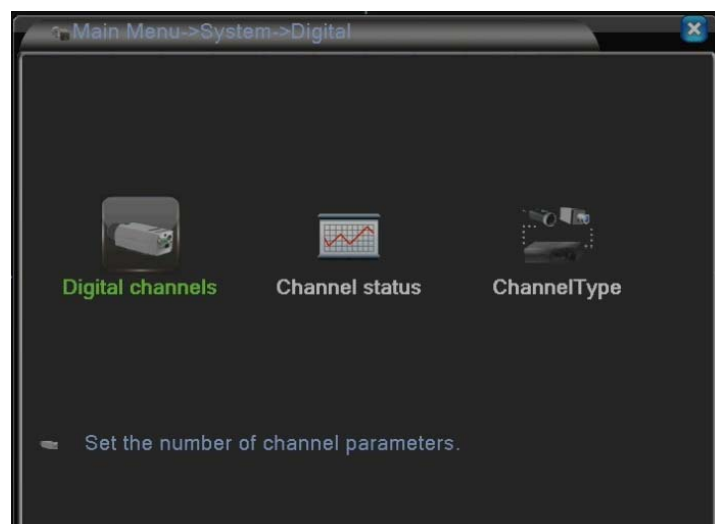 Main Menu->System->Digital
Digital channels
Channel status
ChannelType
Set the number of channel parameters.